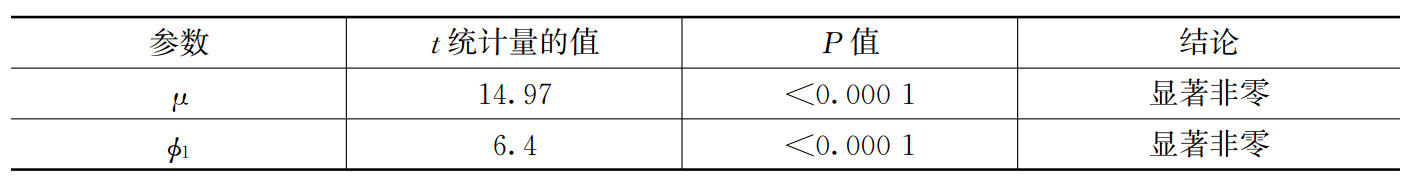 参数 t统计量的值 P值 结论
μ 14.97 <0.000 1 显著非零
ϕ1 6.4 <0.000 1 显著非零